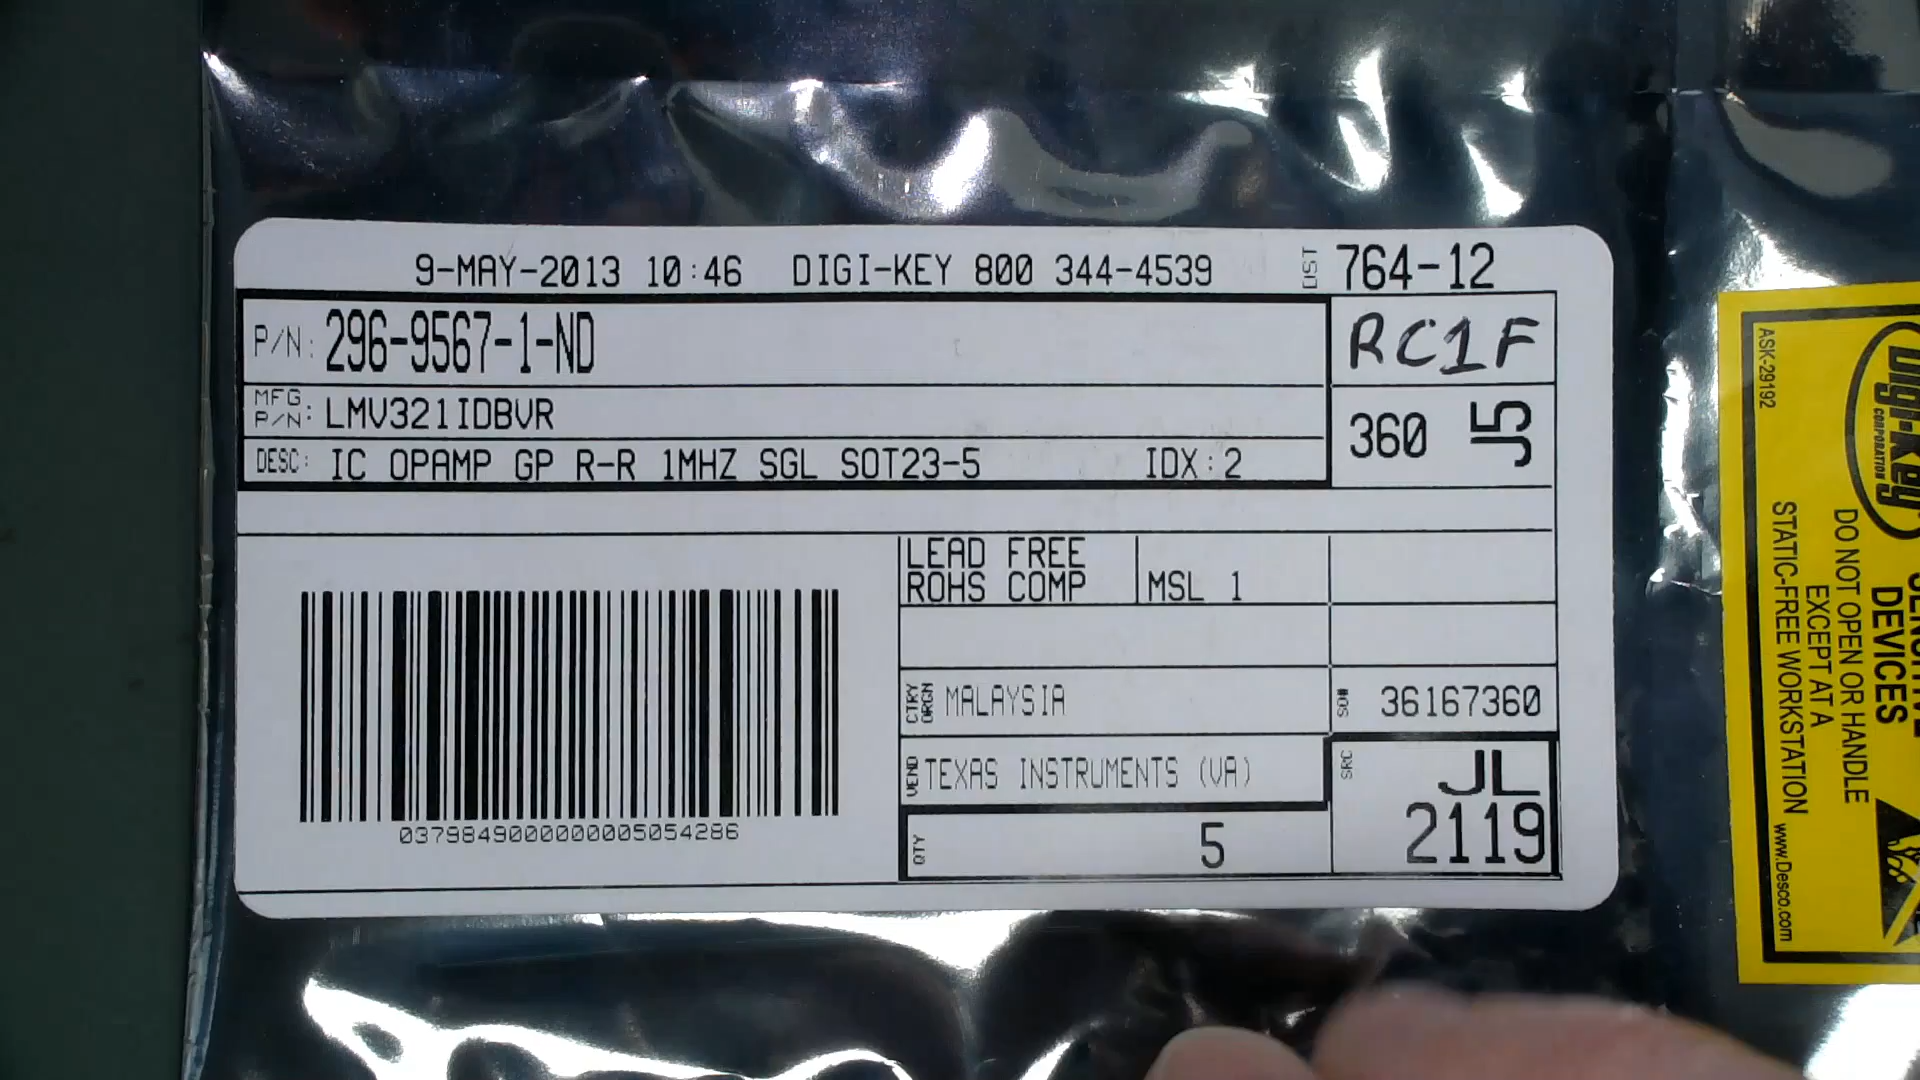 9-MAY-2013 10:46 DIGI-KEY 800 344-4539 DIST 764-12
P/N: 296-9567-1-ND
RC1F
MFG P/N: LMV321IDBVR
360 J5
DESC: IC OPAMP GP R-R 1MHZ SGL SOT23-5 IDX:2
LEAD FREE
ROHS COMP
MSL 1
CTRY ORGN MALAYSIA
SO# 36167360
VEND TEXAS INSTRUMENTS (VA)
SRC JL
2119
QTY 5
0379849000000005054286
ASK-29192
Digi-Key
CORPORATION
DEVICES
DO NOT OPEN OR HANDLE
EXCEPT AT A
STATIC-FREE WORKSTATION
www.Desco.com